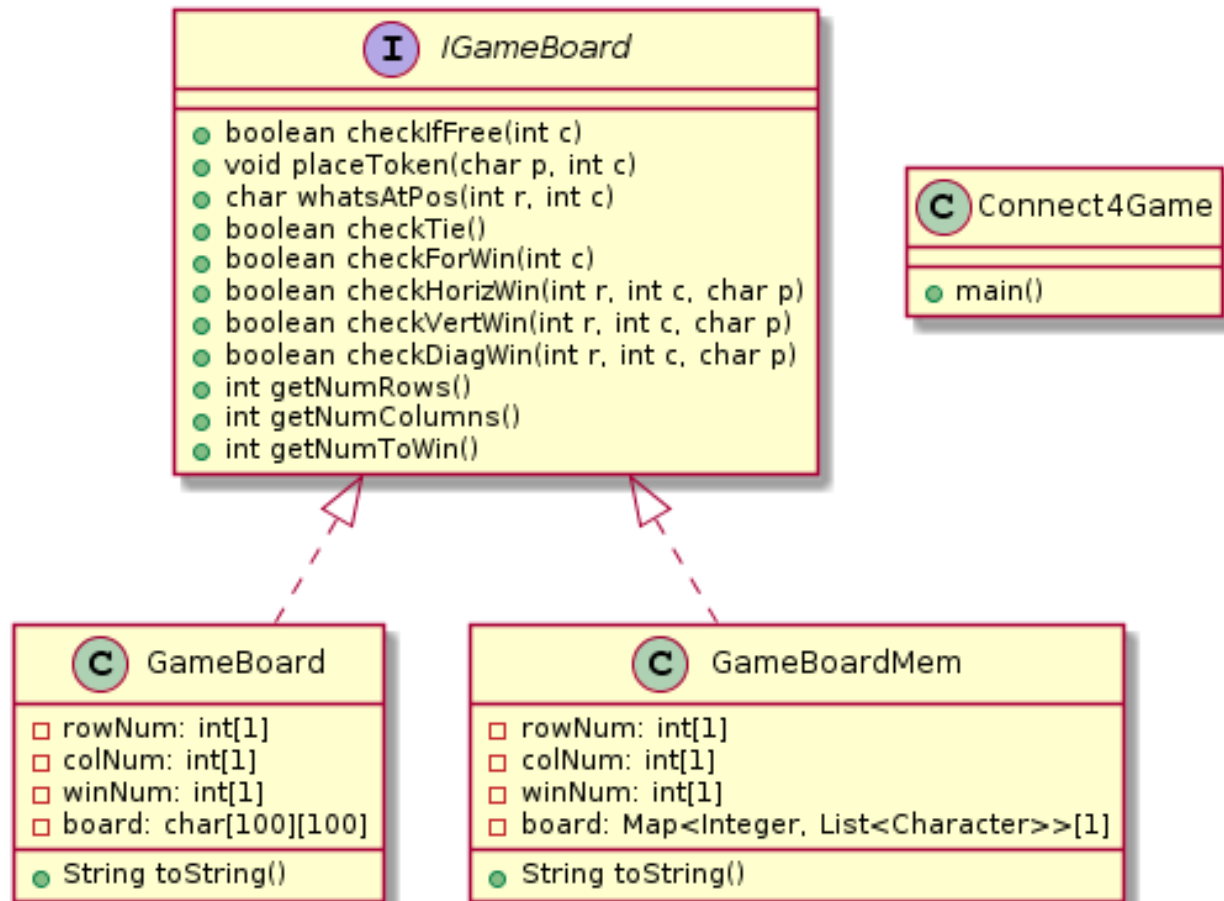 I IGameBoard
boolean checkIfFree(int c)
void placeToken(char p, int c)
char whatsAtPos(int r, int c)
boolean checkTie()
boolean checkForWin(int c)
boolean checkHorizWin(int r, int c, char p)
boolean checkVertWin(int r, int c, char p)
boolean checkDiagWin(int r, int c, char p)
int getNumRows()
int getNumColumns()
int getNumToWin()
C Connect4Game
main()
C GameBoard
rowNum: int[1]
colNum: int[1]
winNum: int[1]
board: char[100][100]
String toString()
C GameBoardMem
rowNum: int[1]
colNum: int[1]
winNum: int[1]
board: Map<Integer, List<Character>>[1]
String toString()